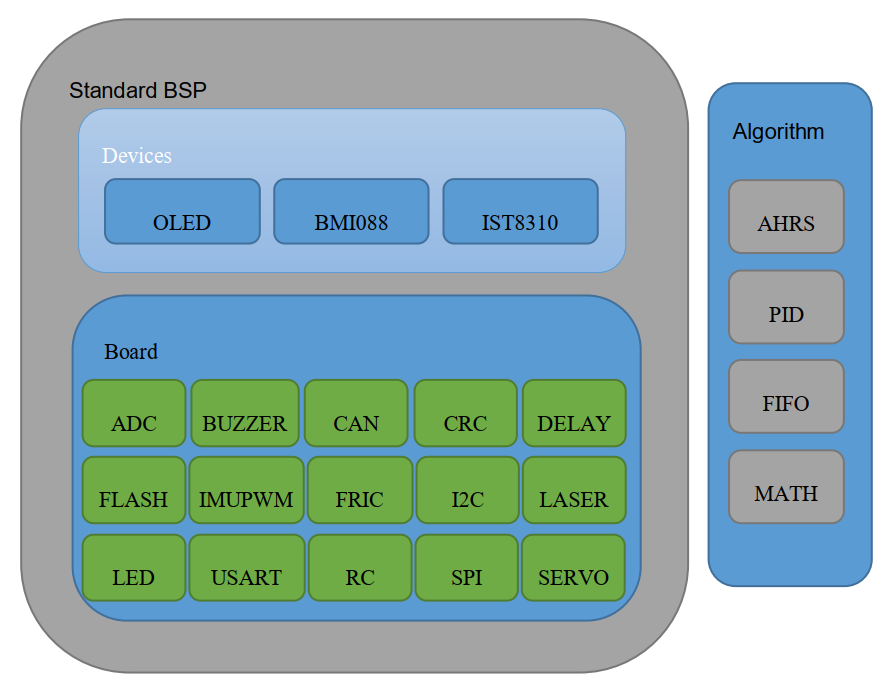 Standard BSP
Devices
OLED BMI088 IST8310
Board
ADC BUZZER CAN CRC DELAY
FLASH IMUPWM FRIC I2C LASER
LED USART RC SPI SERVO
Algorithm
AHRS
PID
FIFO
MATH